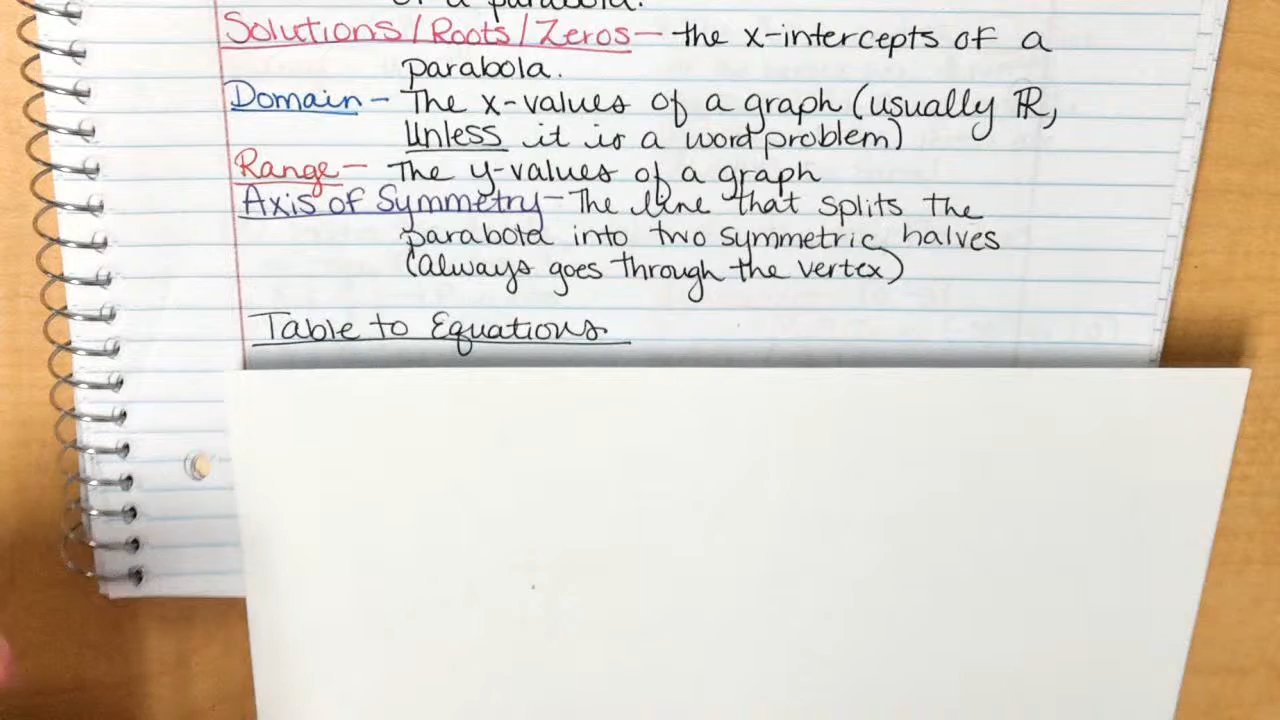 of a parabola.
Solutions/Roots/Zeros- the x-intercepts of a
parabola.
Domain- The x-values of a graph (usually ℝ,
unless it is a word problem)
Range- The y-values of a graph
Axis of Symmetry- The line that splits the
parabola into two symmetric halves
(always goes through the vertex)
Table to Equations